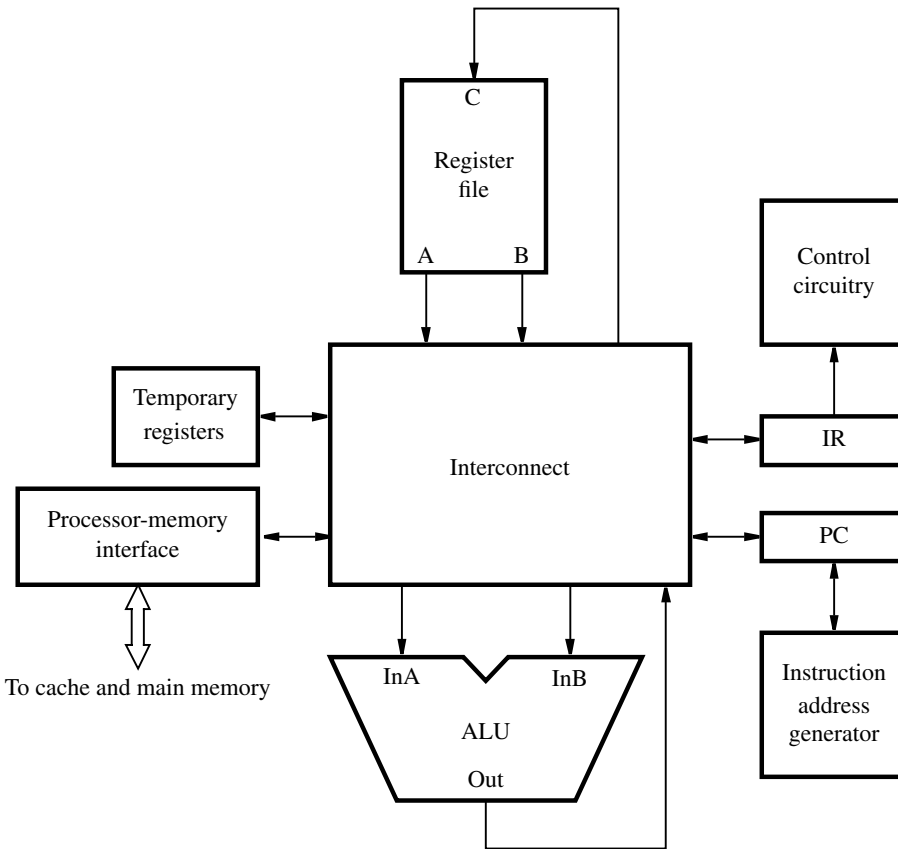 C
Register
file
A
B
Control
circuitry
Temporary
registers
IR
Interconnect
Processor-memory
interface
PC
To cache and main memory
InA
InB
ALU
Out
Instruction
address
generator